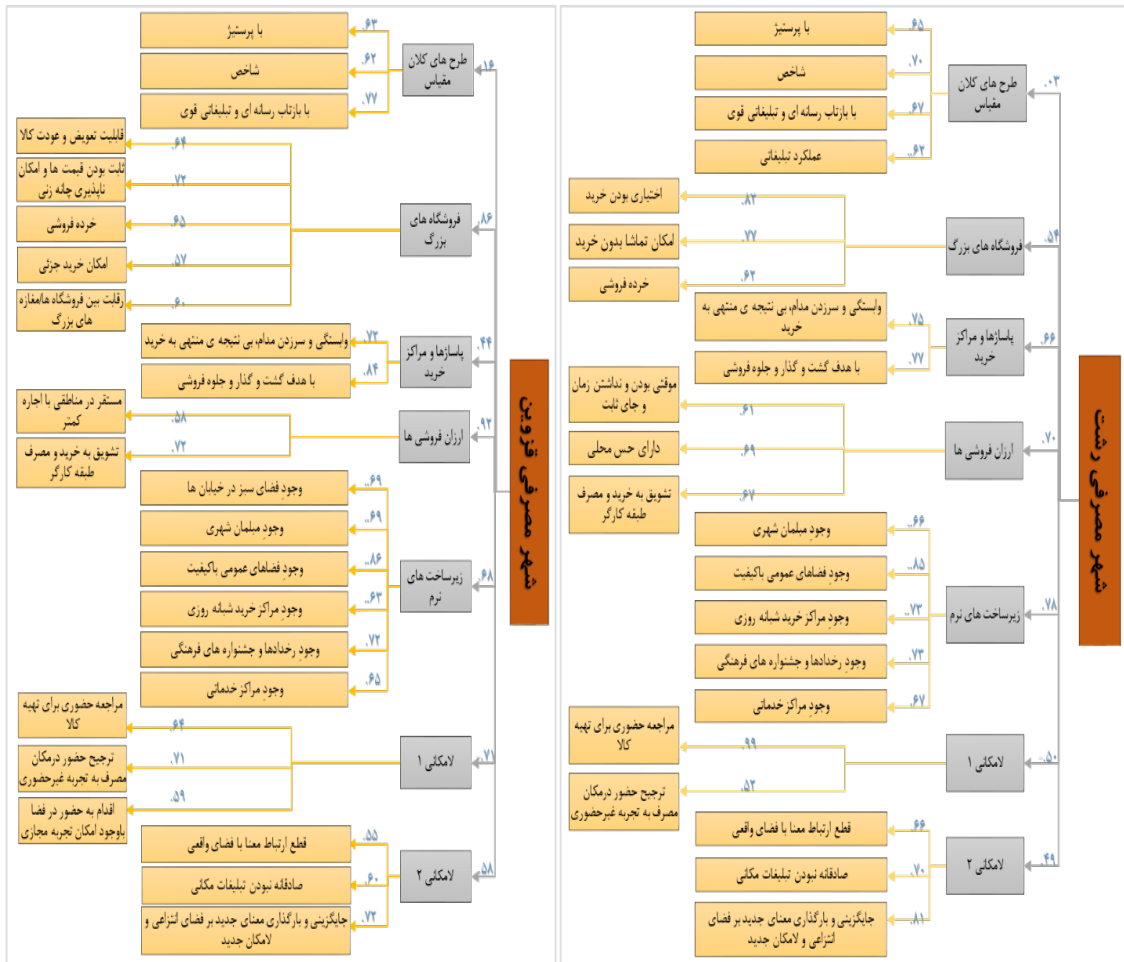 شهر مصرفی رشت
.۰۳
طرح های کلان
مقیاس
.۶۵
با پرستیژ
.۷۰
شاخص
.۶۷
با بازتاب رسانه ای و تبلیغاتی قوی
.۶۲
عملکرد تبلیغاتی
.۵۴
فروشگاه های بزرگ
.۸۲
اختیاری بودن خرید
.۷۷
امکان تماشا بدون خرید
.۶۲
خرده فروشی
.۶۶
پاساژها و مراکز
خرید
.۷۵
وابستگی و سرزدن مدام، بی نتیجه ی منتهی به
خرید
.۷۷
با هدف گشت و گذار و جلوه فروشی
.۷۰
ارزان فروشی ها
.۶۱
موقتی بودن و نداشتن زمان
و جای ثابت
.۶۹
دارای حس محلی
.۶۷
تشویق به خرید و مصرف
طبقه کارگر
.۷۸
زیرساخت های نرم
.۶۶
وجودِ مبلمان شهری
.۸۵
وجودِ فضاهای عمومی باکیفیت
.۷۳
وجودِ مراکز خرید شبانه روزی
.۷۳
وجودِ رخدادها و جشنواره های فرهنگی
.۶۷
وجودِ مراکز خدماتی
.۵۰
لامکانی ۱
.۹۹
مراجعه حضوری برای تهیه
کالا
.۵۲
ترجیح حضور درمکان
مصرف به تجربه غیرحضوری
.۴۹
لامکانی ۲
.۶۶
قطع ارتباط معنا با فضای واقعی
.۷۰
صادقانه نبودن تبلیغات مکانی
.۸۱
جایگزینی و بارگذاری معنای جدید بر فضای
انتزاعی و لامکان جدید
شهر مصرفی قزوین
.۱۶
طرح های کلان
مقیاس
.۶۳
با پرستیژ
.۶۲
شاخص
.۷۷
با بازتاب رسانه ای و تبلیغاتی قوی
.۸۶
فروشگاه های
بزرگ
.۶۴
قابلیت تعویض و عودت کالا
.۷۲
ثابت بودن قیمت ها و امکان
ناپذیری چانه زنی
.۶۵
خرده فروشی
.۵۷
امکان خرید جزئی
.۶۰
رقابت بین فروشگاه ها/مغازه
های بزرگ
.۴۴
پاساژها و مراکز
خرید
.۷۲
وابستگی و سرزدن مدام، بی نتیجه ی منتهی به خرید
.۸۴
با هدف گشت و گذار و جلوه فروشی
.۹۲
ارزان فروشی ها
.۵۸
مستقر در مناطقی با اجاره
کمتر
.۷۲
تشویق به خرید و مصرف
طبقه کارگر
.۶۸
زیرساخت های
نرم
.۶۹
وجودِ فضای سبز در خیابان ها
.۶۹
وجودِ مبلمان شهری
.۸۶
وجودِ فضاهای عمومی باکیفیت
.۶۳
وجودِ مراکز خرید شبانه روزی
.۷۲
وجودِ رخدادها و جشنواره های فرهنگی
.۶۵
وجودِ مراکز خدماتی
.۷۱
لامکانی ۱
.۶۴
مراجعه حضوری برای تهیه
کالا
.۷۱
ترجیح حضور درمکان
مصرف به تجربه غیرحضوری
.۵۹
اقدام به حضور در فضا
باوجود امکان تجربه مجازی
.۵۸
لامکانی ۲
.۵۵
قطع ارتباط معنا با فضای واقعی
.۶۰
صادقانه نبودن تبلیغات مکانی
.۷۲
جایگزینی و بارگذاری معنای جدید بر فضای انتزاعی و
لامکان جدید